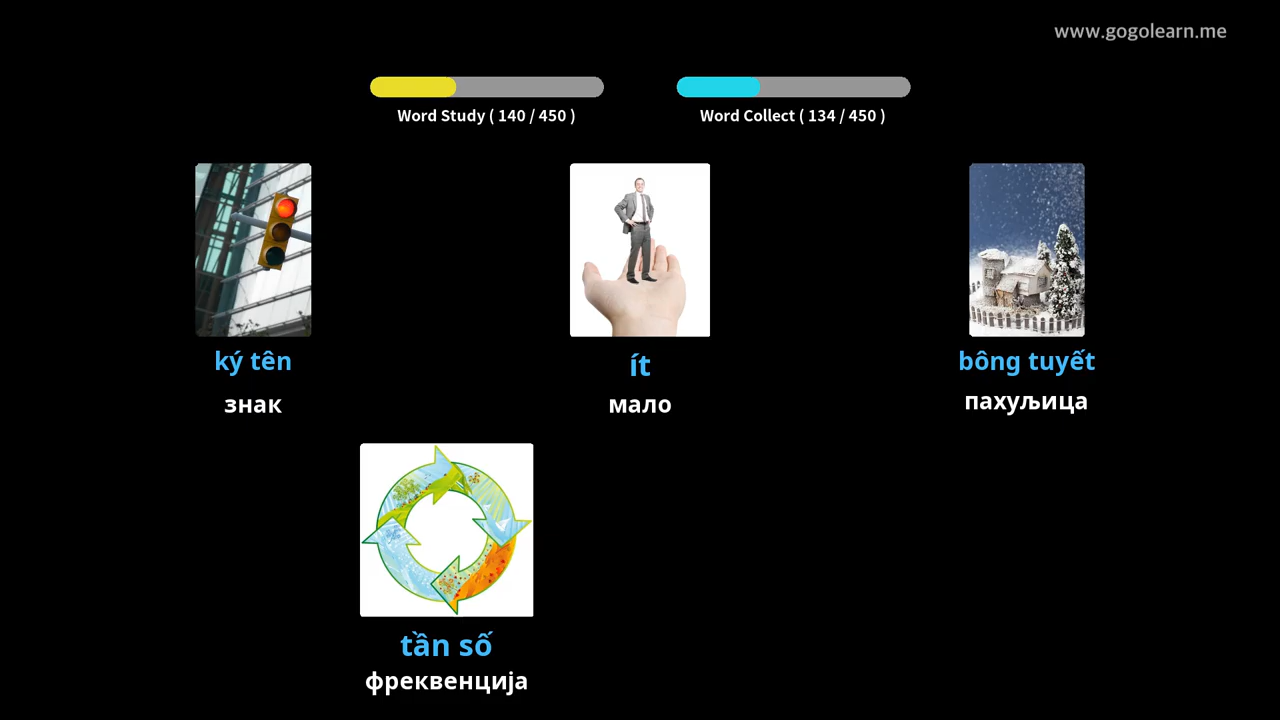 www.gogolearn.me
Word Study ( 140 / 450 )
Word Collect ( 134 / 450 )
ký tên
знак
ít
мало
bông tuyết
пахуљица
tần số
фреквенција